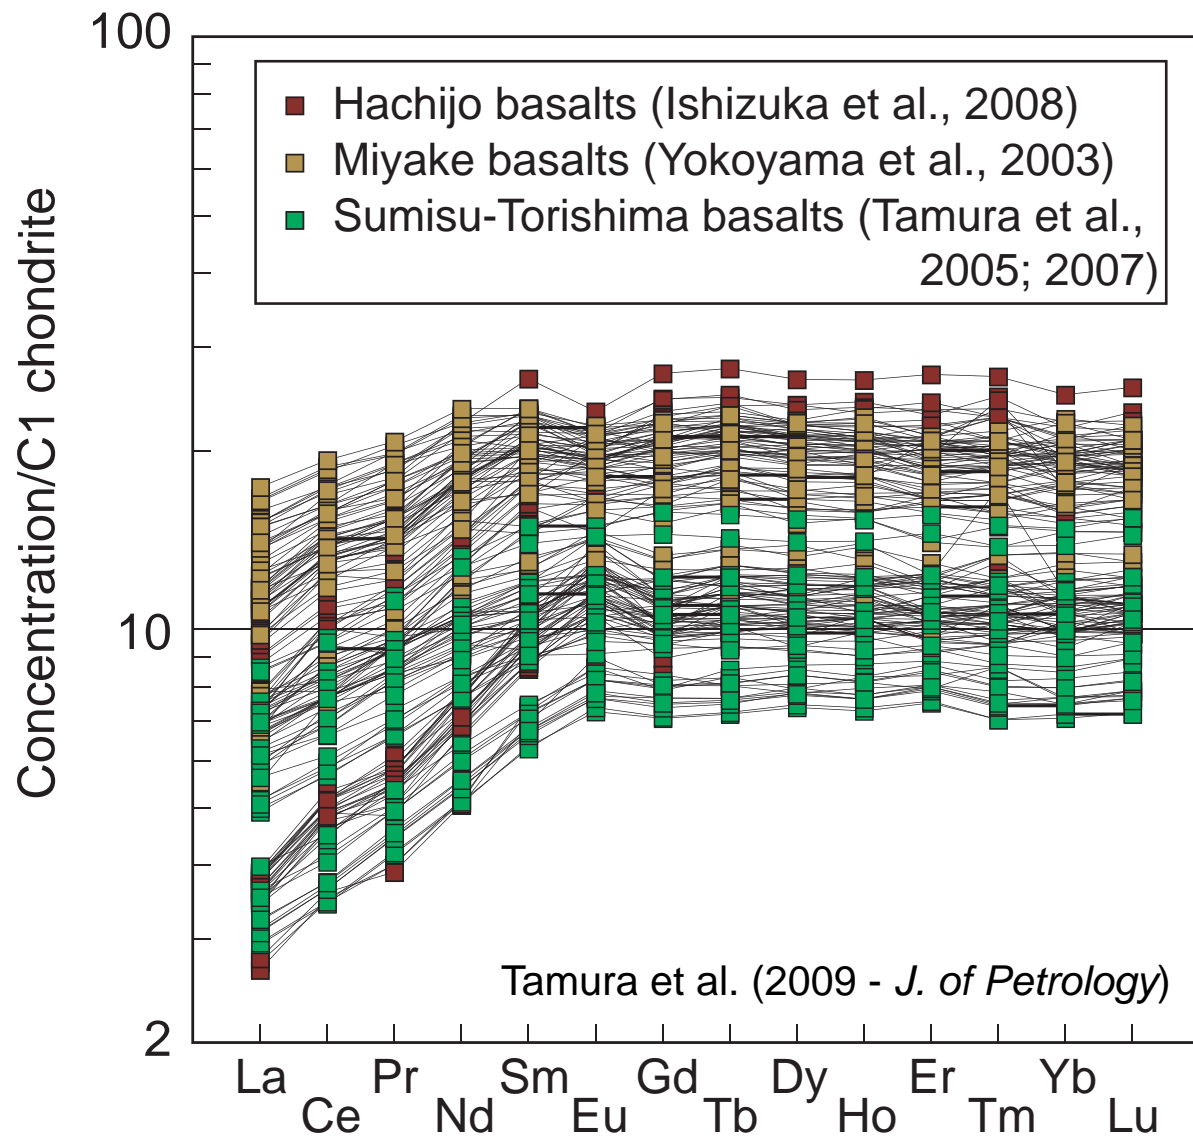 100
Hachijo basalts (Ishizuka et al., 2008)
Miyake basalts (Yokoyama et al., 2003)
Sumisu-Torishima basalts (Tamura et al.,
2005; 2007)
Concentration/C1 chondrite
10
Tamura et al. (2009 - J. of Petrology)
2
La Ce Pr Nd Sm Eu Gd Tb Dy Ho Er Tm Yb Lu